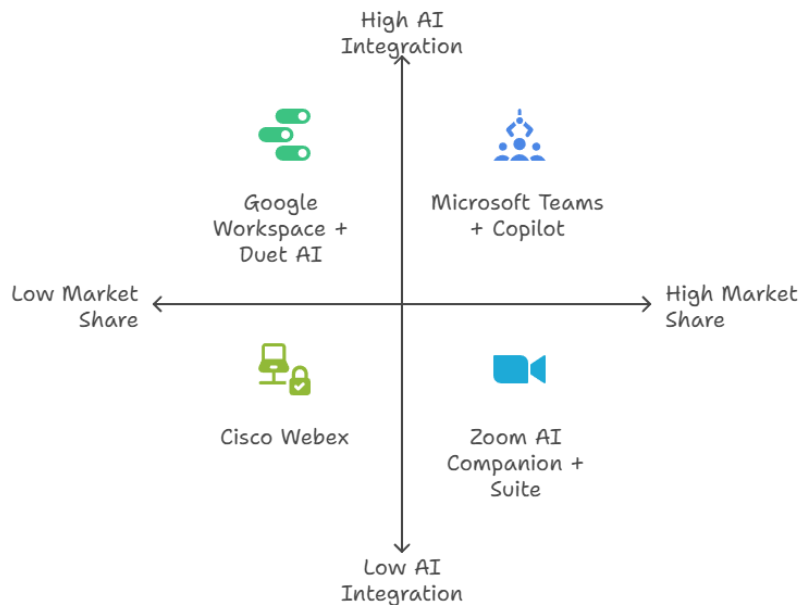 High AI
Integration
Google
Workspace +
Duet AI
Microsoft Teams
+ Copilot
Low Market
Share
High Market
Share
Cisco Webex
Zoom AI
Companion +
Suite
Low AI
Integration